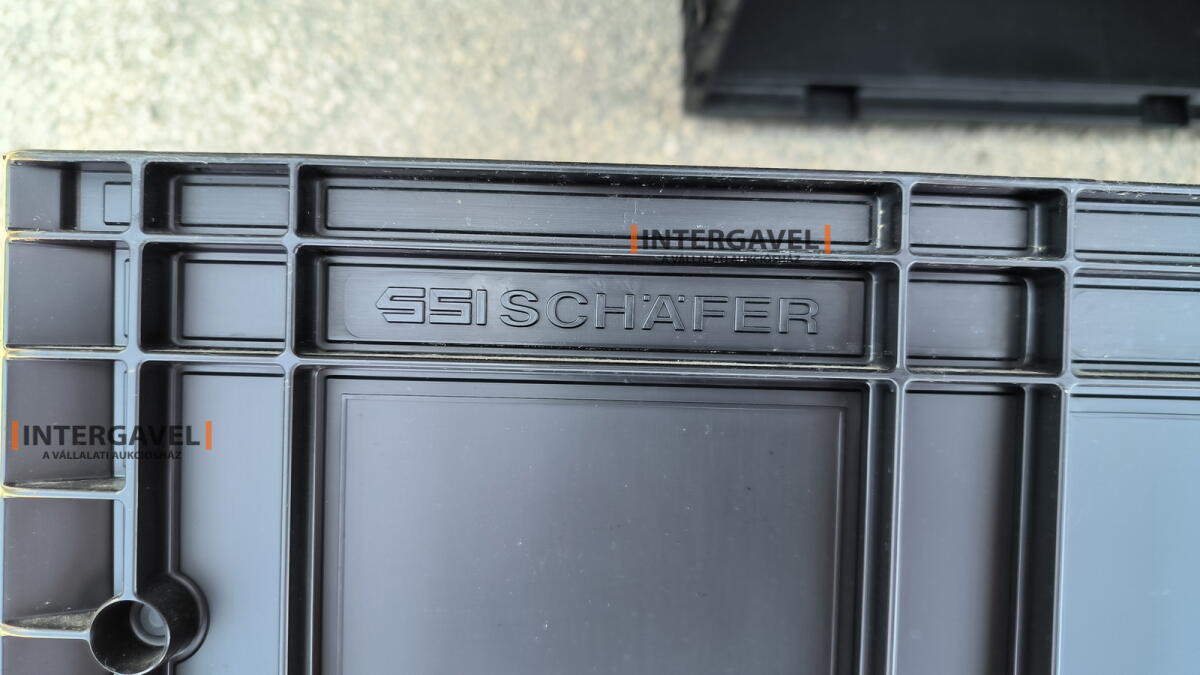 INTERGAVEL
A VÁLLALATI AUKCIÓSHÁZ
SSI SCHÄFER
INTERGAVEL
A VÁLLALATI AUKCIÓSHÁZ